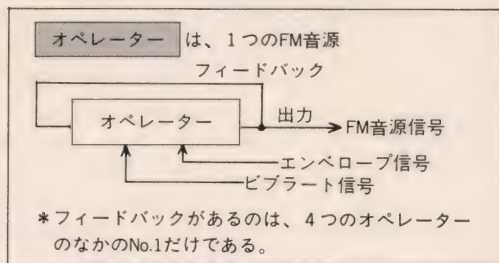 オペレーター は、1つのFM音源
フィードバック
オペレーター
出力
FM音源信号
エンベロープ信号
ビブラート信号
*フィードバックがあるのは、4つのオペレーター
のなかのNo.1だけである。